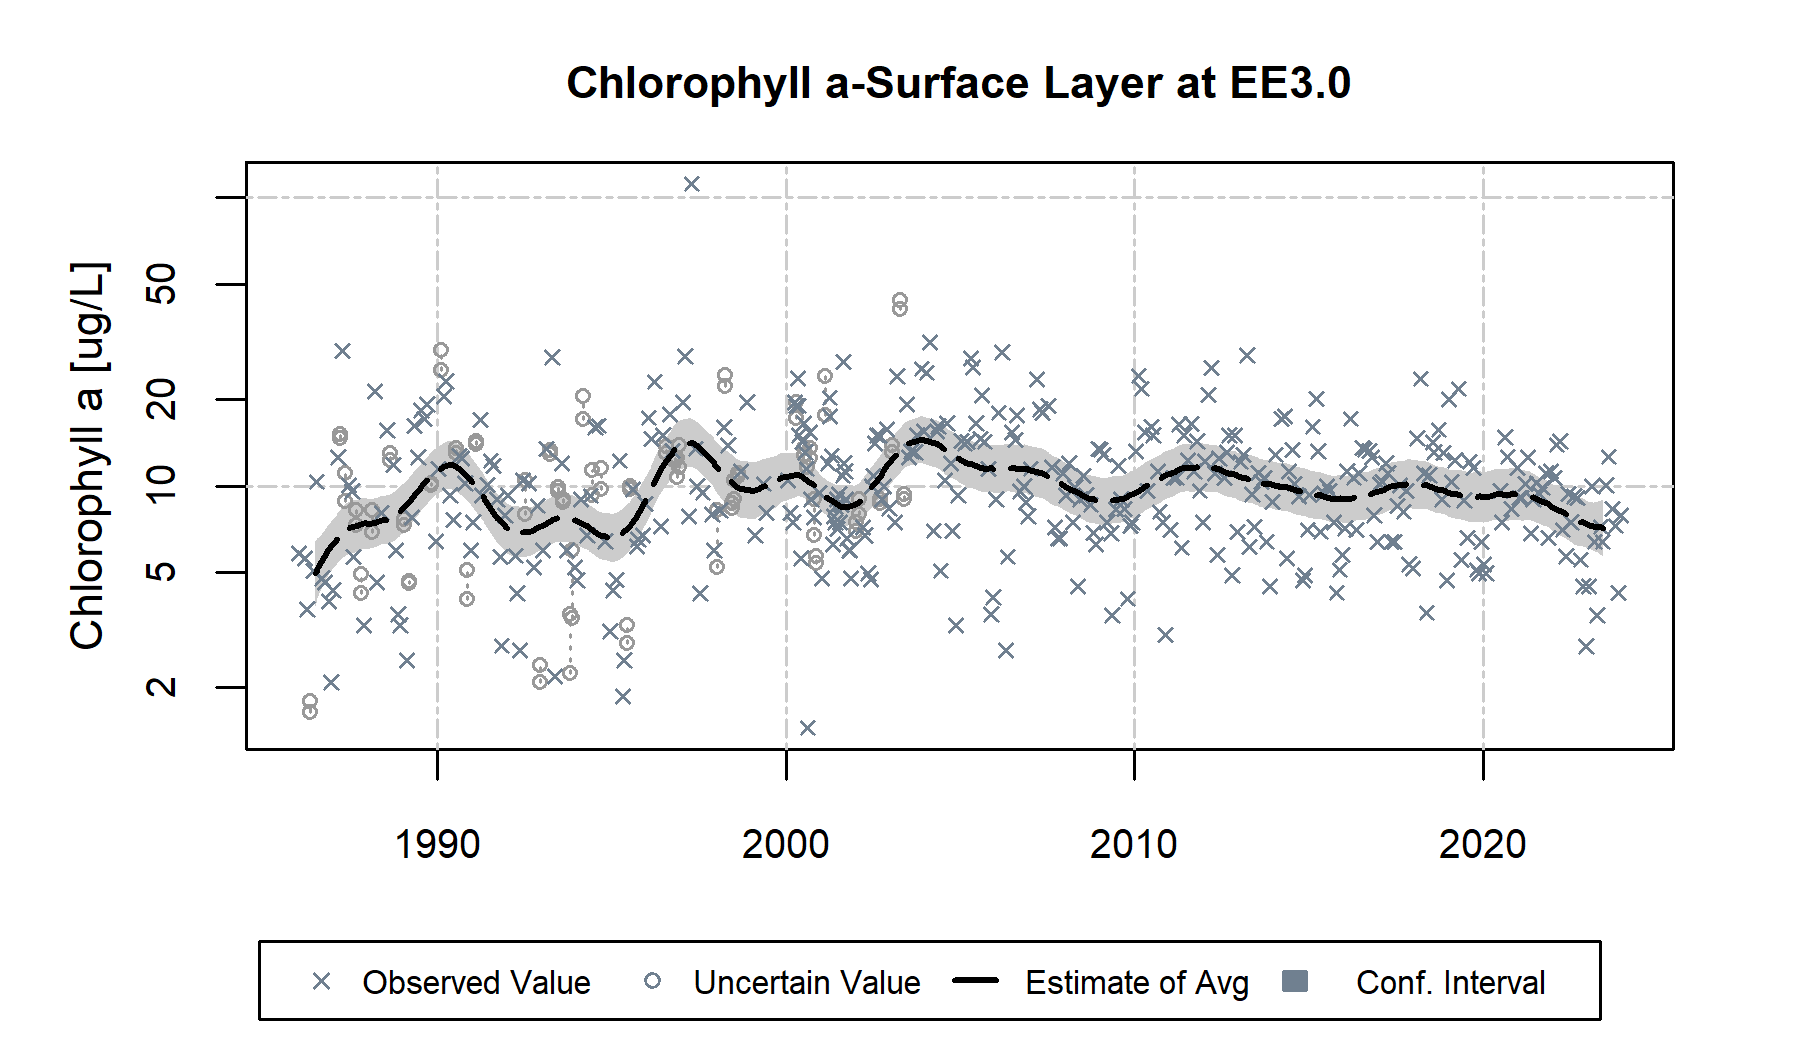 Chlorophyll a-Surface Layer at EE3.0
Chlorophyll a [ug/L]
50
20
10
5
2
1990 2000 2010 2020
Observed Value Uncertain Value Estimate of Avg Conf. Interval